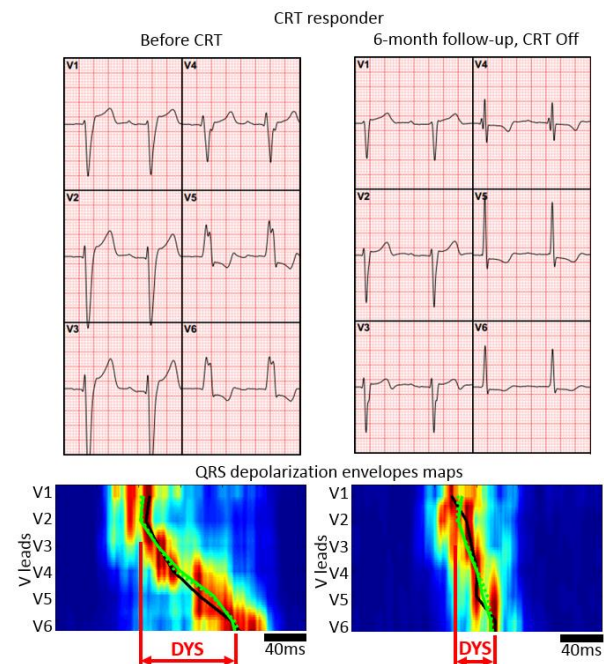 CRT responder
Before CRT
6-month follow-up, CRT Off
V1 V4
V2 V5
V3 V6
V1 V4
V2 V5
V3 V6
QRS depolarization envelopes maps
V leads
V1
V2
V3
V4
V5
V6
DYS
40ms
V leads
V1
V2
V3
V4
V5
V6
DYS
40ms